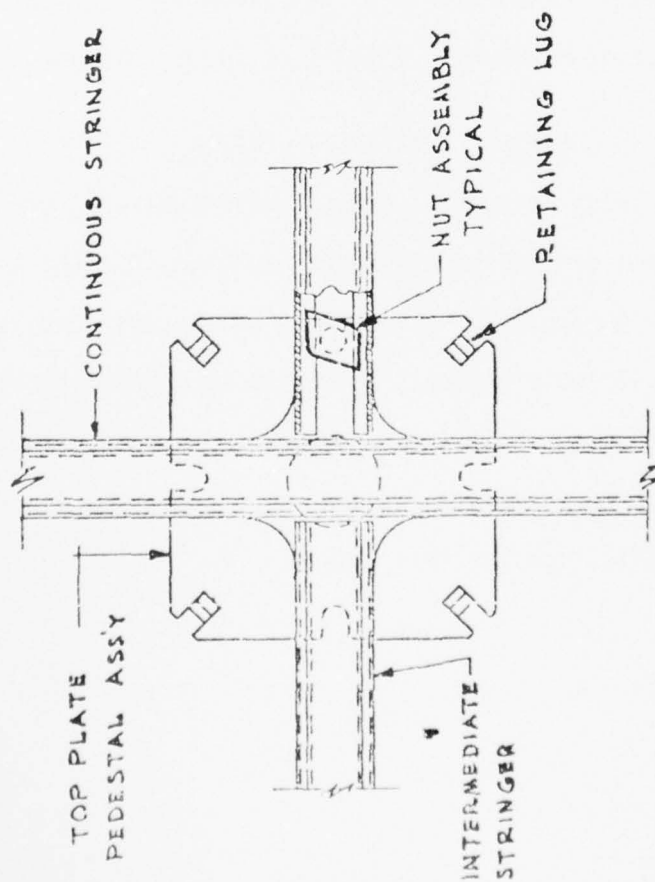 CONTINUOUS STRINGER
NUT ASSEMBLY
TYPICAL
RETAINING LUG
TOP PLATE
PEDESTAL ASS'Y
INTERMEDIATE
STRINGER